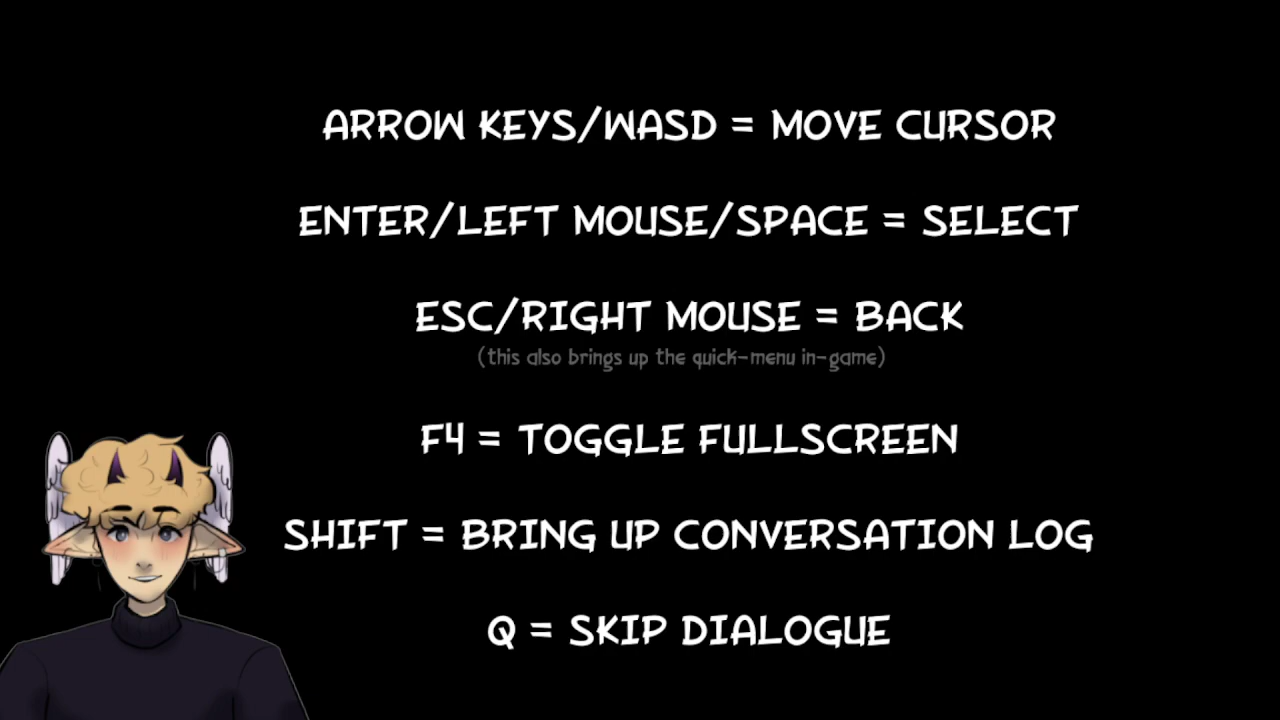 ARROW KEYS/WASD = MOVE CURSOR
ENTER/LEFT MOUSE/SPACE = SELECT
ESC/RIGHT MOUSE = BACK
(this also brings up the quick-menu in-game)
F4 = TOGGLE FULLSCREEN
SHIFT = BRING UP CONVERSATION LOG
Q = SKIP DIALOGUE